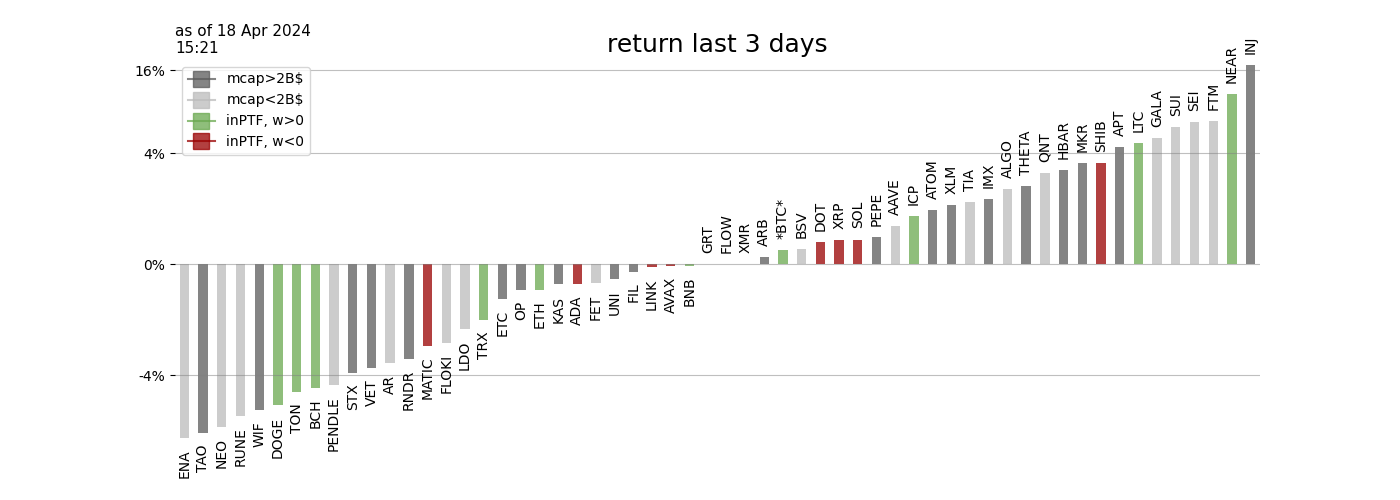 as of 18 Apr 2024
15:21
return last 3 days
16%
4%
0%
-4%
mcap>2B$
mcap<2B$
inPTF, w>0
inPTF, w<0
ENA
TAO
NEO
RUNE
WIF
DOGE
TON
BCH
PENDLE
STX
VET
AR
RNDR
MATIC
FLOKI
LDO
TRX
ETC
OP
ETH
KAS
ADA
FET
UNI
FIL
LINK
AVAX
BNB
GRT
FLOW
XMR
ARB
*BTC*
BSV
DOT
XRP
SOL
PEPE
AAVE
ICP
ATOM
XLM
TIA
IMX
ALGO
THETA
QNT
HBAR
MKR
SHIB
APT
LTC
GALA
SUI
SEI
FTM
NEAR
INJ